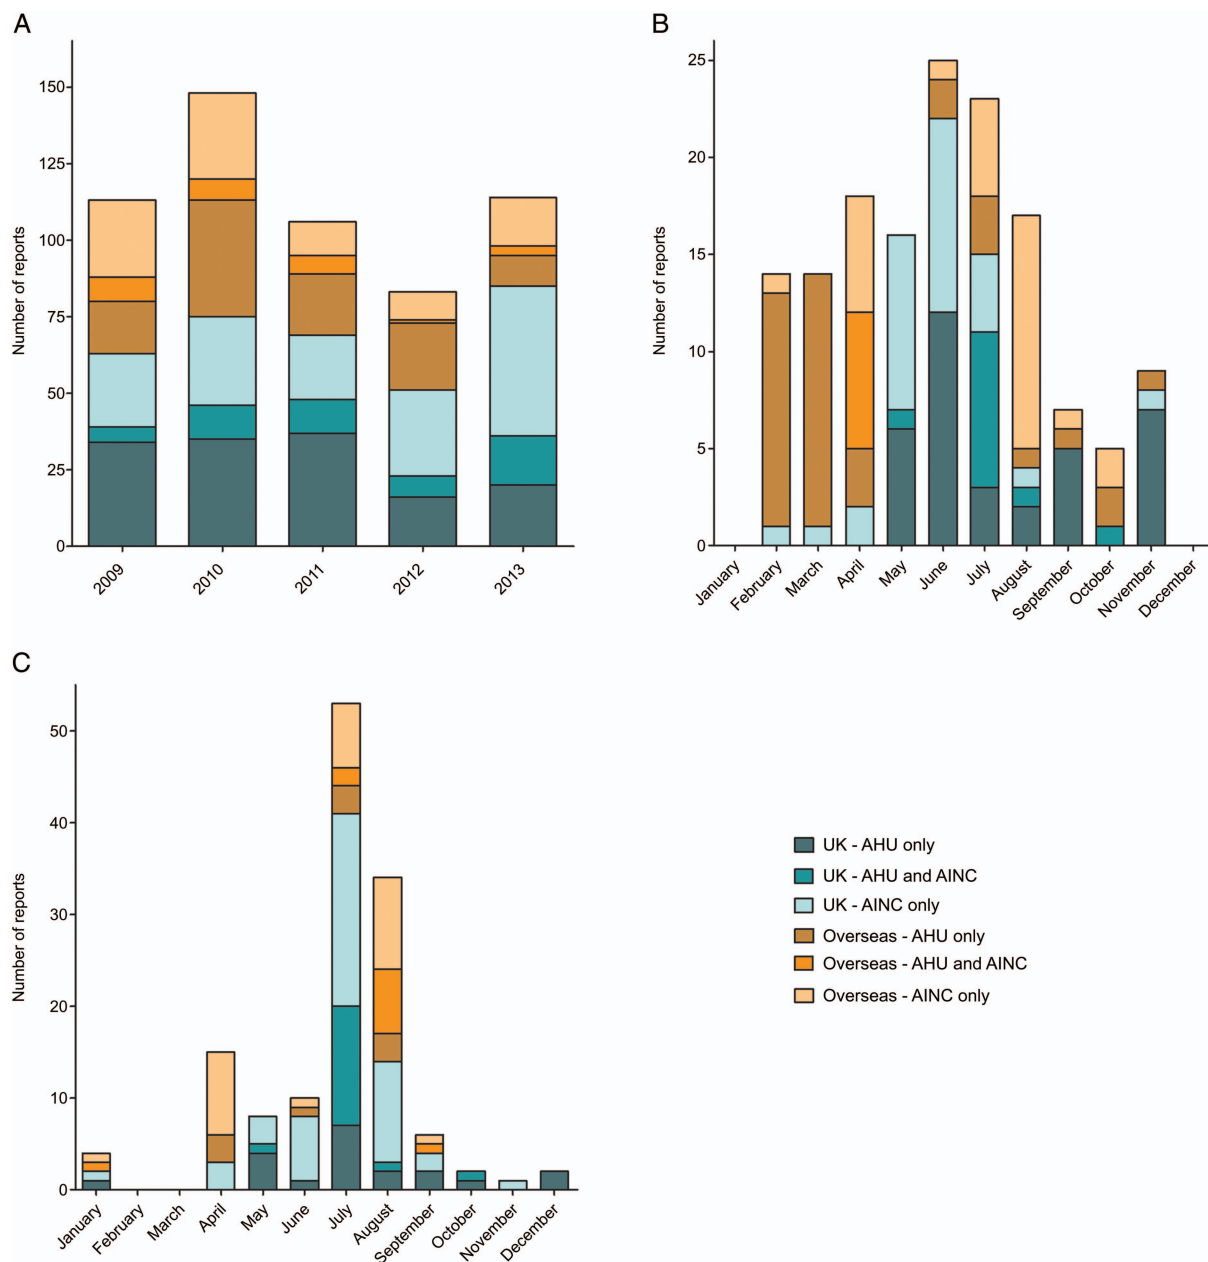 A
Number of reports
150
125
100
75
50
25
0
2009
2010
2011
2012
2013
B
Number of reports
25
20
15
10
5
0
January
February
March
April
May
June
July
August
September
October
November
December
C
Number of reports
50
40
30
20
10
0
January
February
March
April
May
June
July
August
September
October
November
December
UK - AHU only
UK - AHU and AINC
UK - AINC only
Overseas - AHU only
Overseas - AHU and AINC
Overseas - AINC only